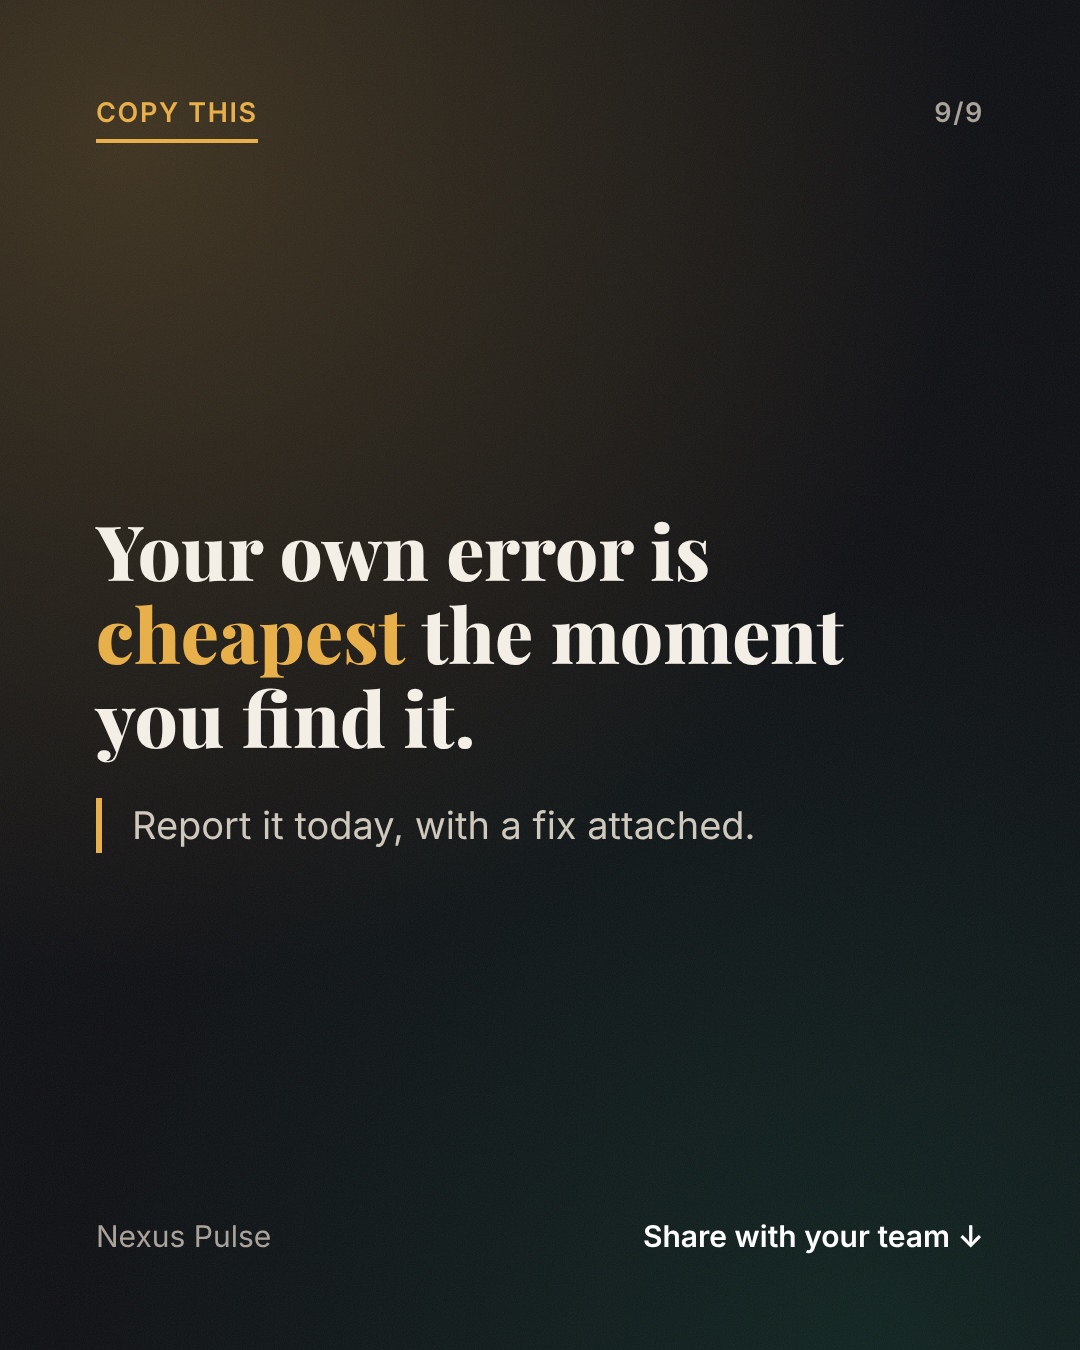 COPY THIS
9/9
Your own error is
cheapest the moment
you find it.
Report it today, with a fix attached.
Nexus Pulse
Share with your team ↓